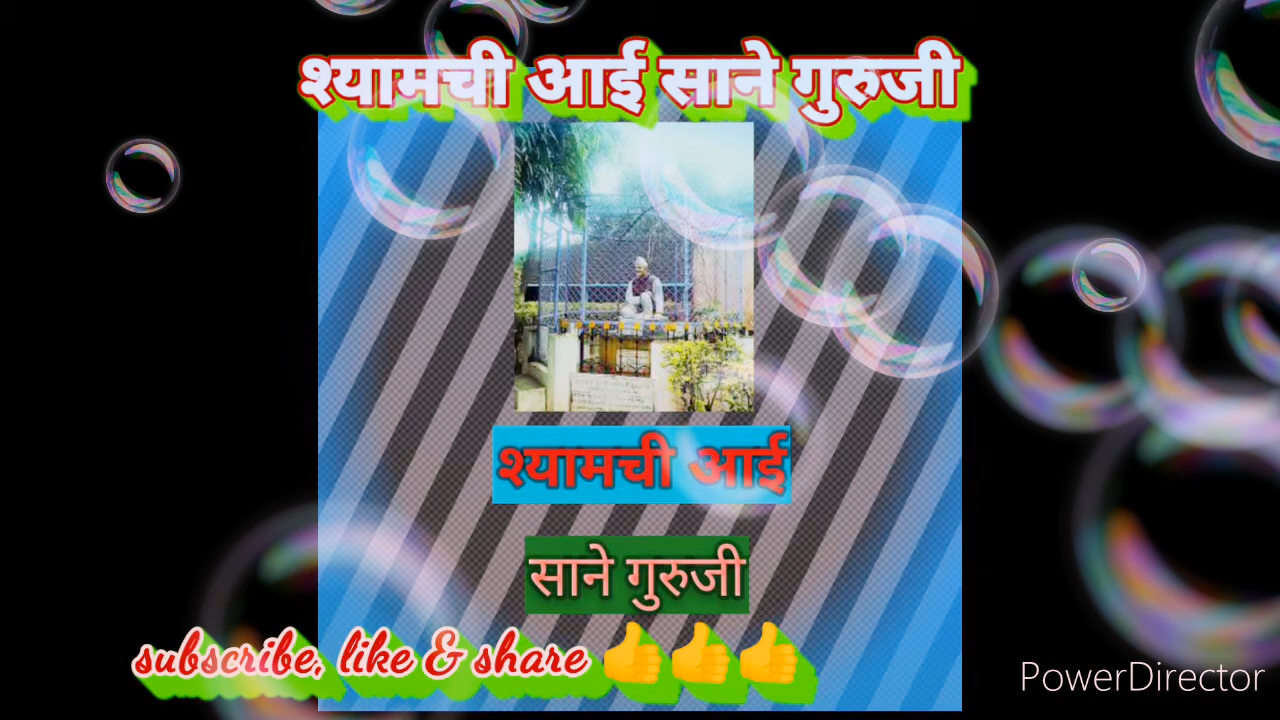 श्यामची आई साने गुरुजी
श्यामची आई
साने गुरुजी
subscribe, like & share 👍👍👍
PowerDirector